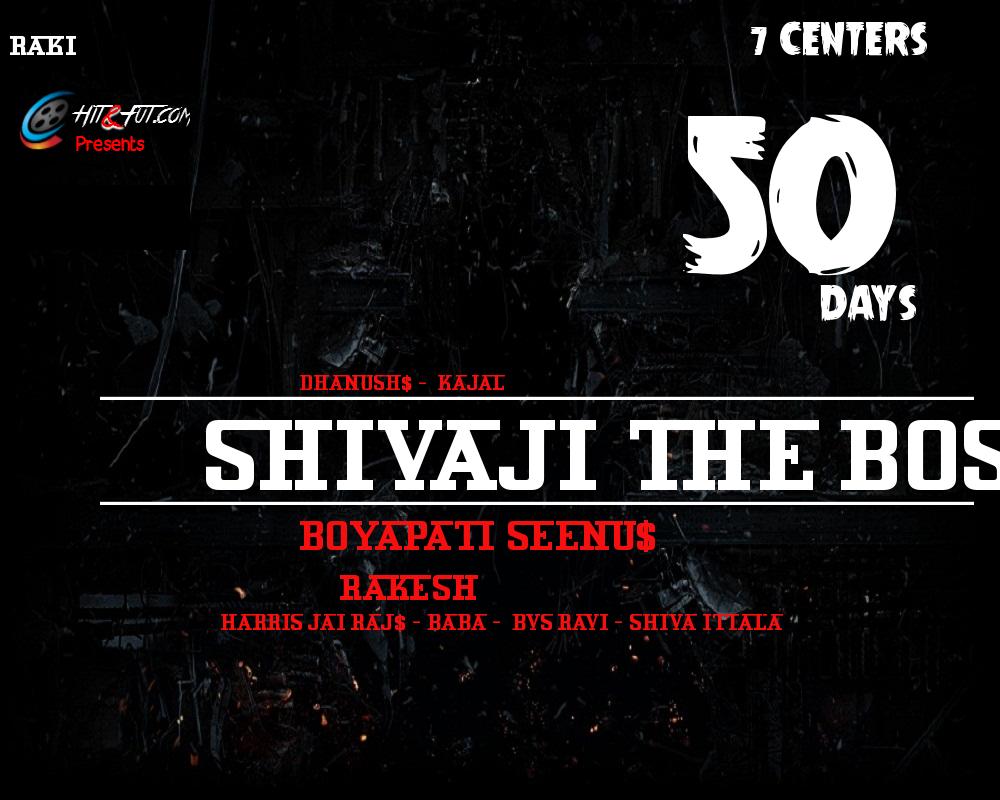 RAKI
7 CENTERS
HIT&FUT.COM
Presents
50
DAYS
DHANUSH$ - KAJAL
SHIVAJI THE BOS
BOYAPATI SEENU$
RAKESH
HARRIS JAI RAJ$ - BABA - BVS RAVI - SHIVA ITTALA